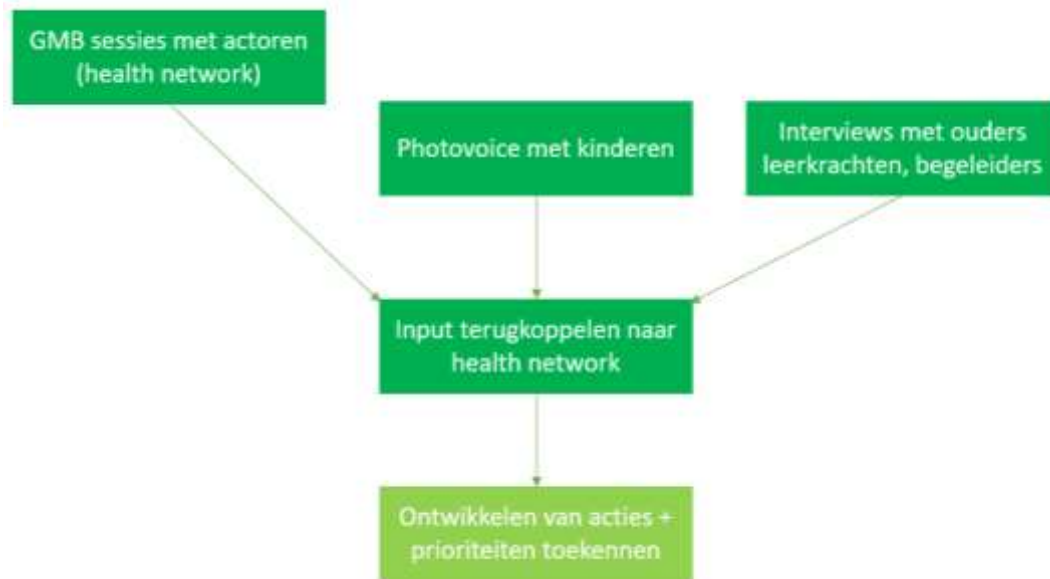 GMB sessies met actoren
(health network)
Photovoice met kinderen
Interviews met ouders
leerkrachten, begeleiders
Input terugkoppelen naar
health network
Ontwikkelen van acties +
prioriteiten toekennen